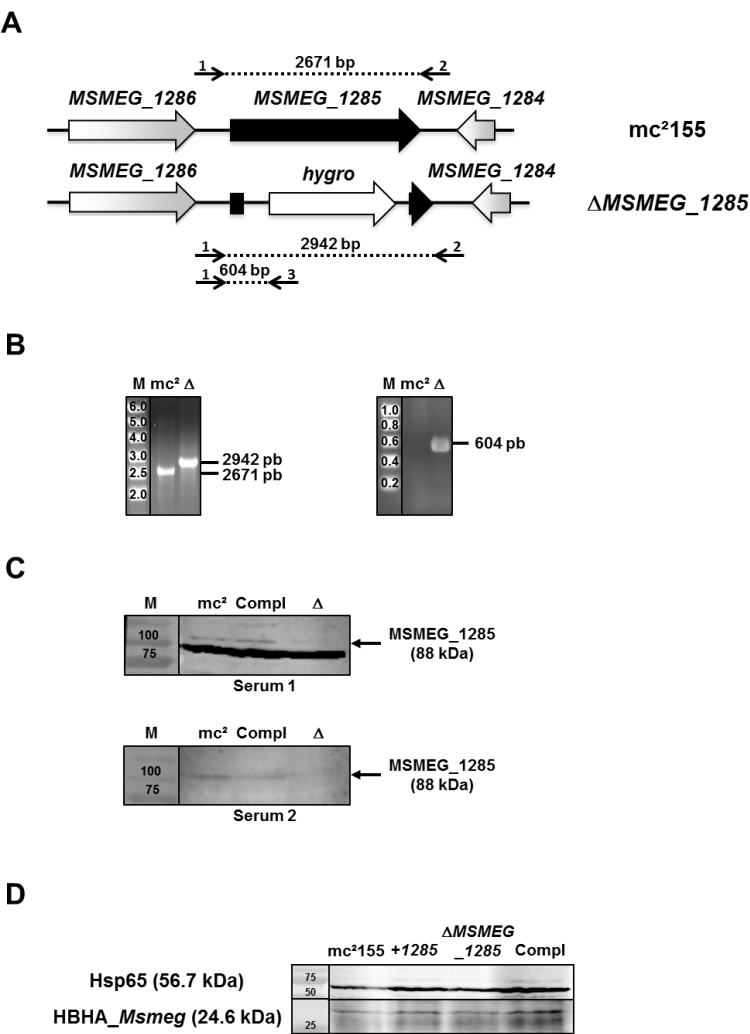 A
1 2671 bp 2
MSMEG_1286 MSMEG_1285 MSMEG_1284
mc²155
MSMEG_1286 hygro MSMEG_1284
ΔMSMEG_1285
1 2942 bp 2
1 604 bp 3
B
M mc² Δ
6.0
5.0
4.0
3.0
2.5
2.0
2942 pb
2671 pb
M mc² Δ
1.0
0.8
0.6
0.4
0.2
604 pb
C
M mc² Compl Δ
100
75
MSMEG_1285
(88 kDa)
Serum 1
M mc² Compl Δ
100
75
MSMEG_1285
(88 kDa)
Serum 2
D
mc²155 +1285 ΔMSMEG
_1285 Compl
Hsp65 (56.7 kDa)
75
50
HBHA_Msmeg (24.6 kDa)
25